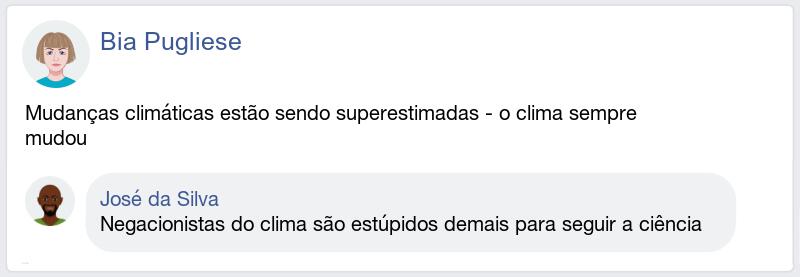 Bia Pugliese
Mudanças climáticas estão sendo superestimadas - o clima sempre
mudou
José da Silva
Negacionistas do clima são estúpidos demais para seguir a ciência